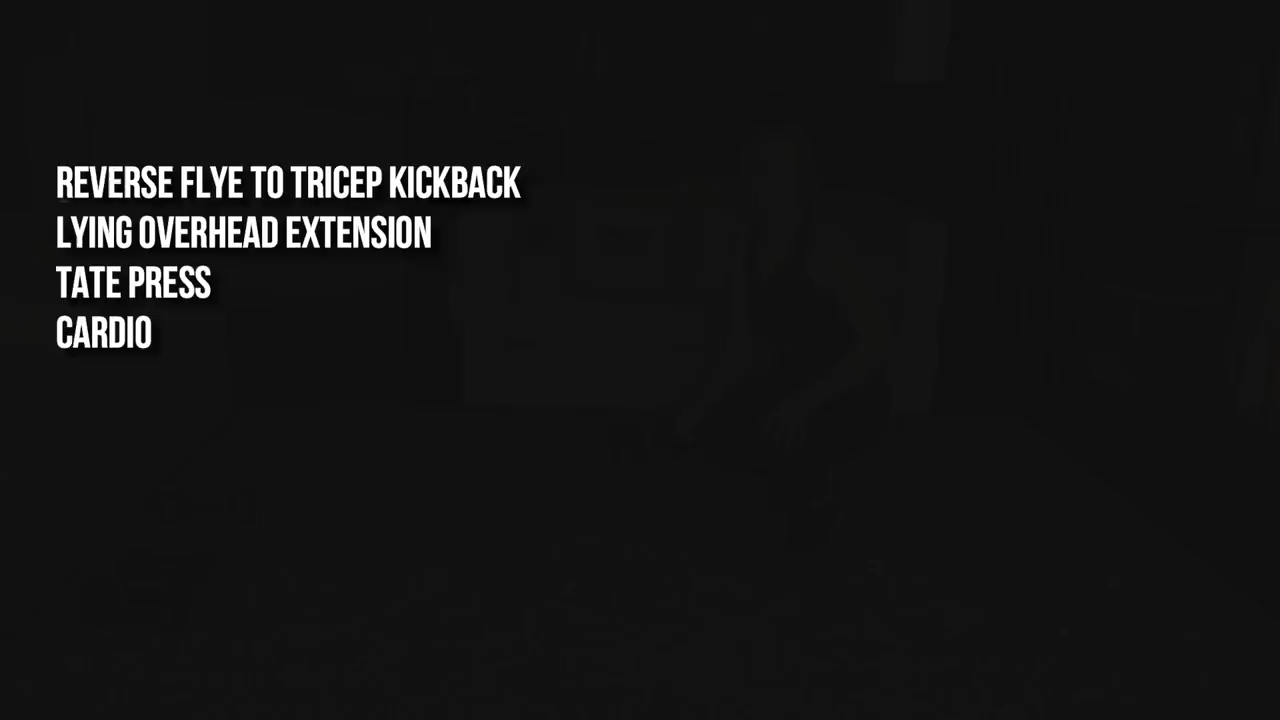 REVERSE FLYE TO TRICEP KICKBACK
LYING OVERHEAD EXTENSION
TATE PRESS
CARDIO